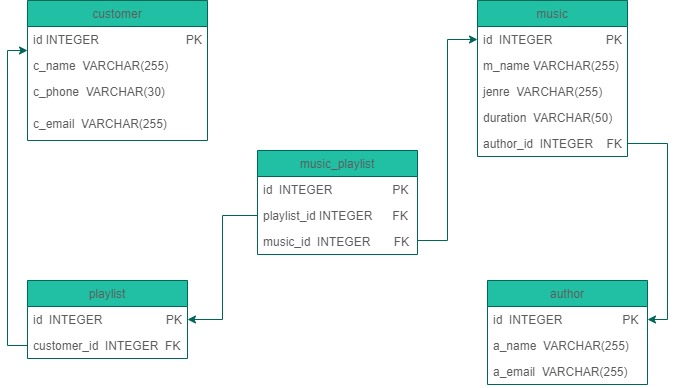 customer
id INTEGER PK
c_name VARCHAR(255)
c_phone VARCHAR(30)
c_email VARCHAR(255)
music
id INTEGER PK
m_name VARCHAR(255)
jenre VARCHAR(255)
duration VARCHAR(50)
author_id INTEGER FK
music_playlist
id INTEGER PK
playlist_id INTEGER FK
music_id INTEGER FK
playlist
id INTEGER PK
customer_id INTEGER FK
author
id INTEGER PK
a_name VARCHAR(255)
a_email VARCHAR(255)